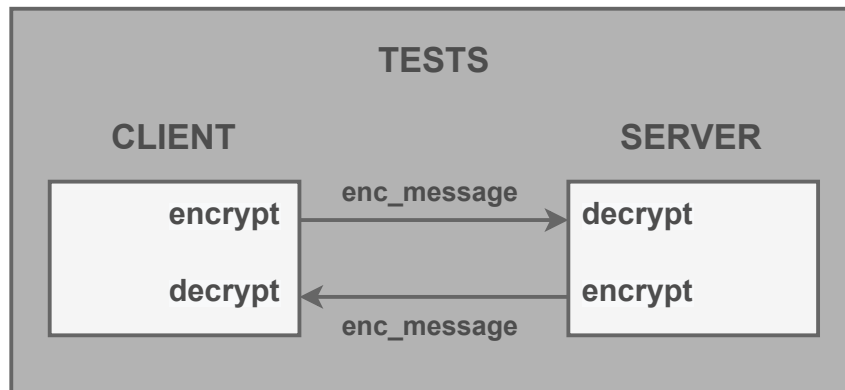 TESTS
CLIENT
SERVER
enc_message
encrypt
decrypt
decrypt
encrypt
enc_message